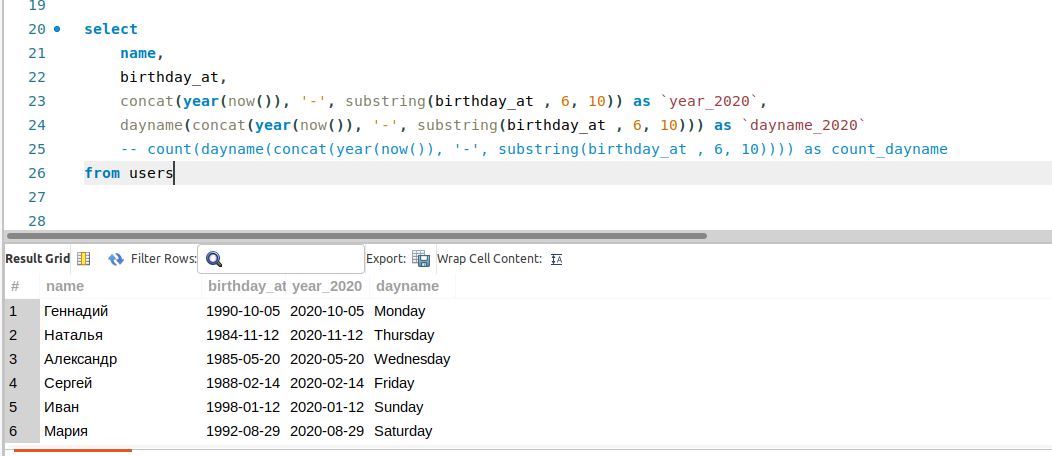 19
20 select
21 name,
22 birthday_at,
23 concat(year(now()), '-', substring(birthday_at , 6, 10)) as `year_2020`,
24 dayname(concat(year(now()), '-', substring(birthday_at , 6, 10))) as `dayname_2020`
25 -- count(dayname(concat(year(now()), '-', substring(birthday_at , 6, 10)))) as count_dayname
26 from users
27
28
Result Grid Filter Rows: Export: Wrap Cell Content:
# name birthday_at year_2020 dayname
1 Геннадий 1990-10-05 2020-10-05 Monday
2 Наталья 1984-11-12 2020-11-12 Thursday
3 Александр 1985-05-20 2020-05-20 Wednesday
4 Сергей 1988-02-14 2020-02-14 Friday
5 Иван 1998-01-12 2020-01-12 Sunday
6 Мария 1992-08-29 2020-08-29 Saturday